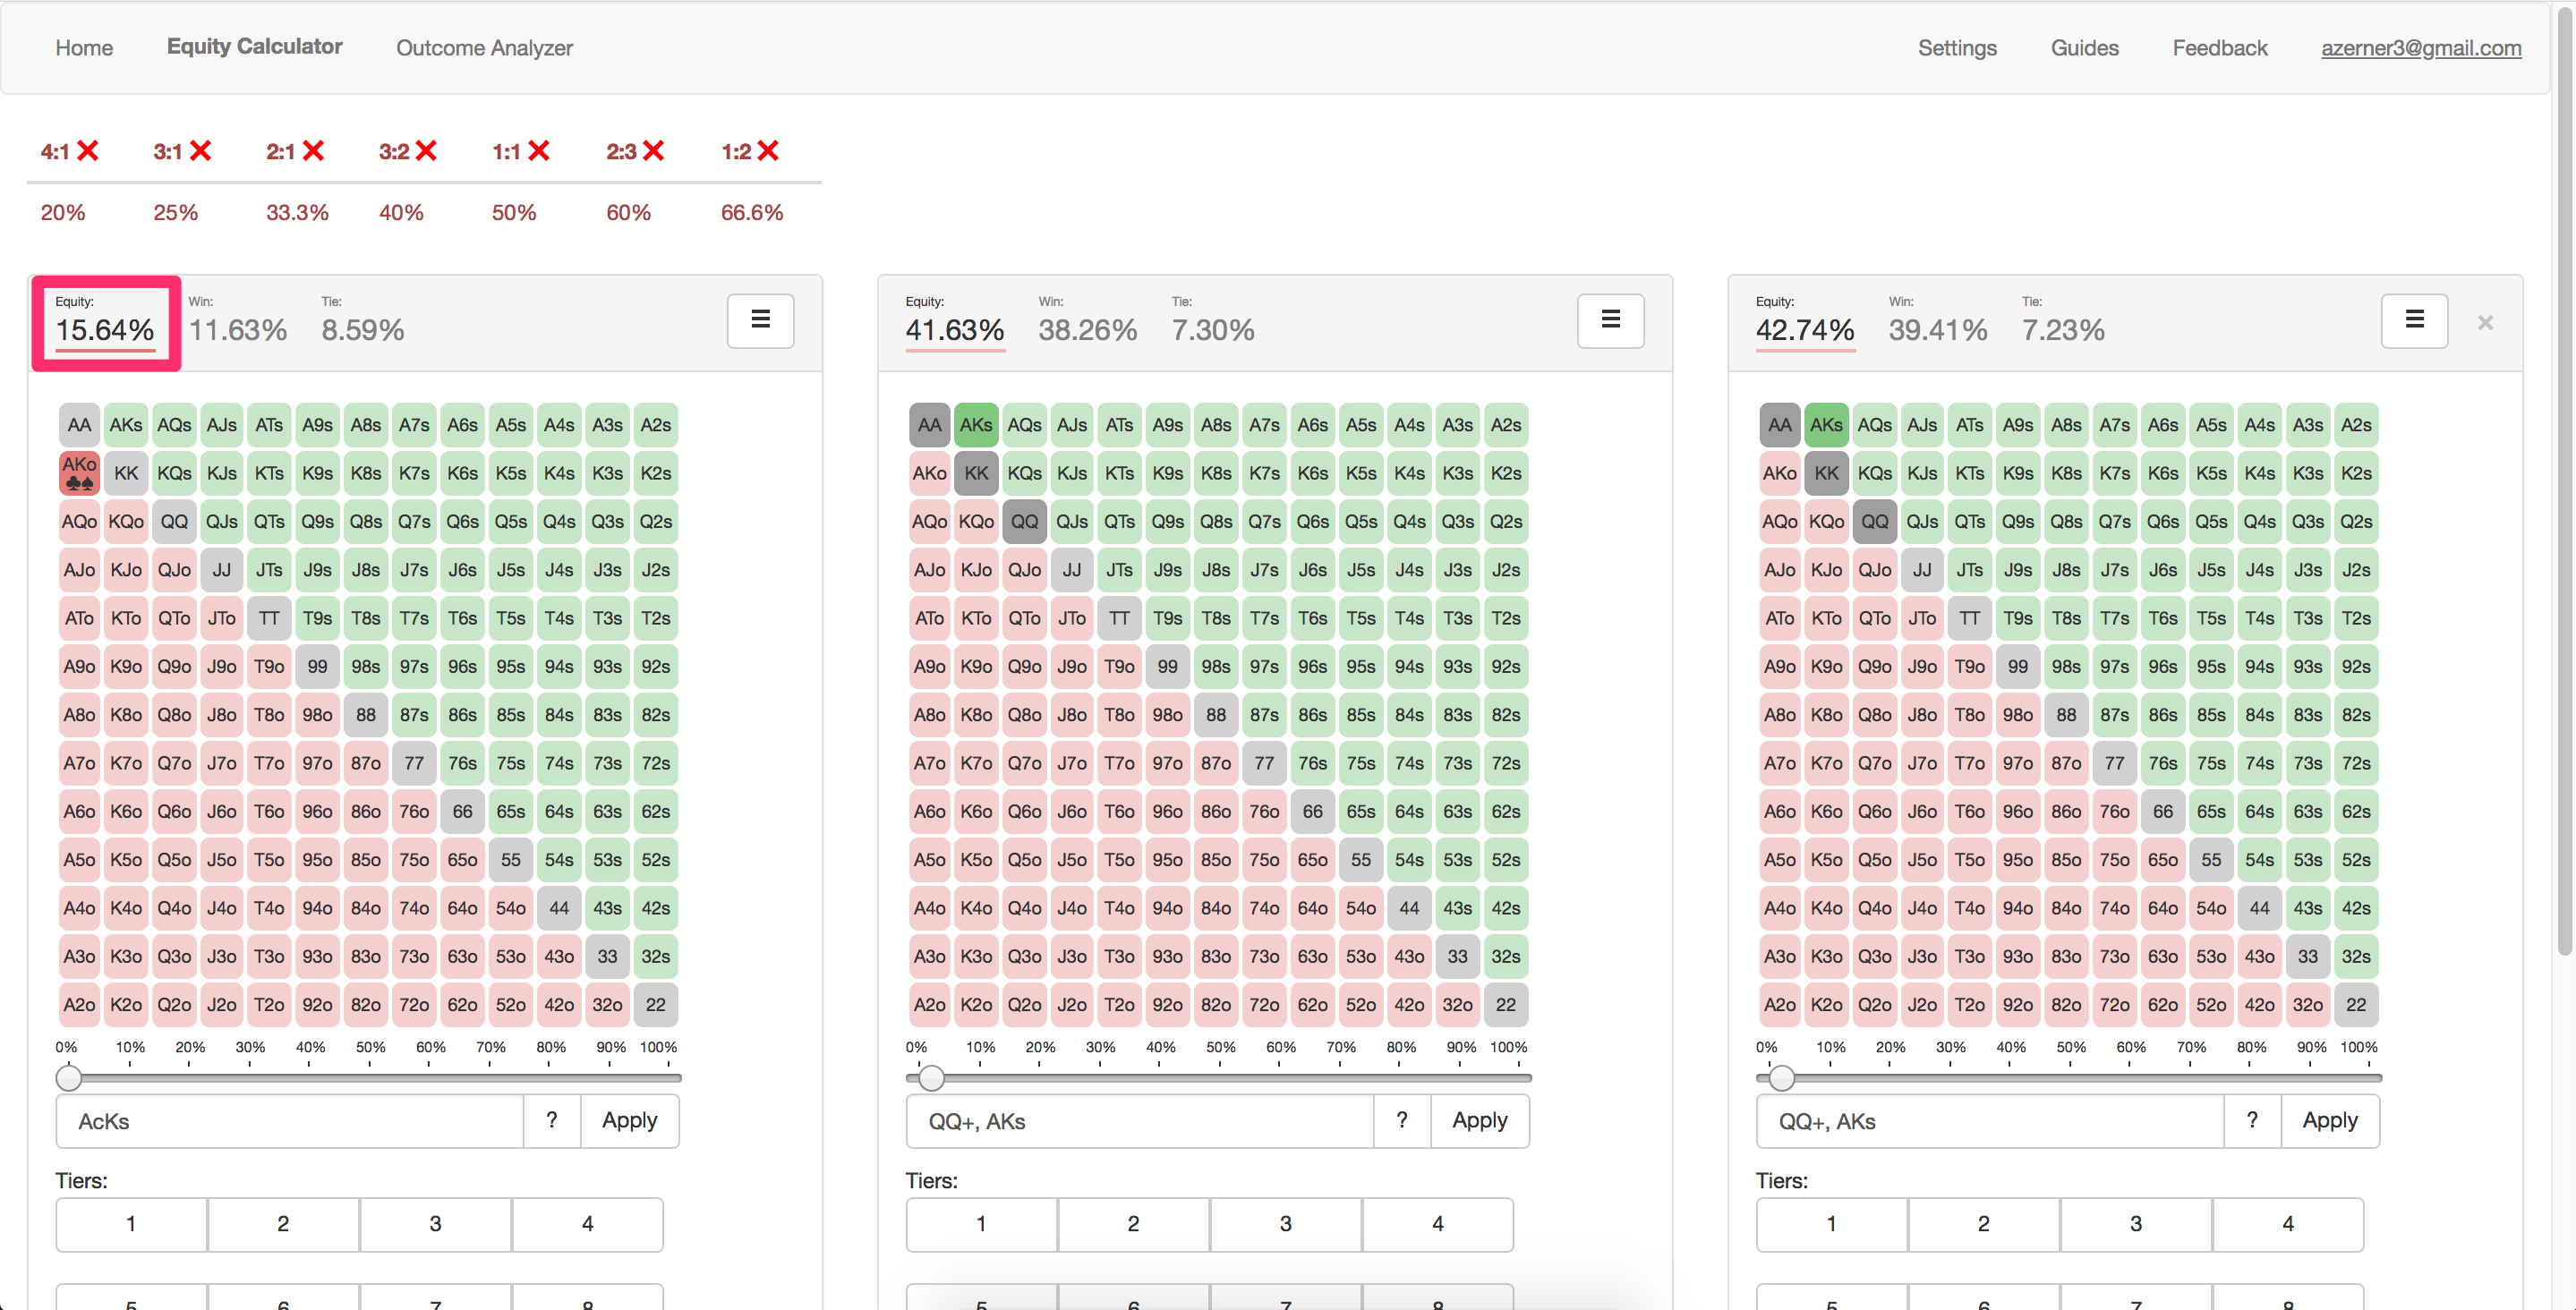 Home Equity Calculator Outcome Analyzer Settings Guides Feedback azerner3@gmail.com
4:1 3:1 2:1 3:2 1:1 2:3 1:2
20% 25% 33.3% 40% 50% 60% 66.6%
Equity: Win: Tie:
15.64% 11.63% 8.59%
AA AKs AQs AJs ATs A9s A8s A7s A6s A5s A4s A3s A2s
AKo KK KQs KJs KTs K9s K8s K7s K6s K5s K4s K3s K2s
AQo KQo QQ QJs QTs Q9s Q8s Q7s Q6s Q5s Q4s Q3s Q2s
AJo KJo QJo JJ JTs J9s J8s J7s J6s J5s J4s J3s J2s
ATo KTo QTo JTo TT T9s T8s T7s T6s T5s T4s T3s T2s
A9o K9o Q9o J9o T9o 99 98s 97s 96s 95s 94s 93s 92s
A8o K8o Q8o J8o T8o 98o 88 87s 86s 85s 84s 83s 82s
A7o K7o Q7o J7o T7o 97o 87o 77 76s 75s 74s 73s 72s
A6o K6o Q6o J6o T6o 96o 86o 76o 66 65s 64s 63s 62s
A5o K5o Q5o J5o T5o 95o 85o 75o 65o 55 54s 53s 52s
A4o K4o Q4o J4o T4o 94o 84o 74o 64o 54o 44 43s 42s
A3o K3o Q3o J3o T3o 93o 83o 73o 63o 53o 43o 33 32s
A2o K2o Q2o J2o T2o 92o 82o 72o 62o 52o 42o 32o 22
0% 10% 20% 30% 40% 50% 60% 70% 80% 90% 100%
AcKs ? Apply
Tiers:
1 2 3 4
5 6 7 8
Equity: Win: Tie:
41.63% 38.26% 7.30%
AA AKs AQs AJs ATs A9s A8s A7s A6s A5s A4s A3s A2s
AKo KK KQs KJs KTs K9s K8s K7s K6s K5s K4s K3s K2s
AQo KQo QQ QJs QTs Q9s Q8s Q7s Q6s Q5s Q4s Q3s Q2s
AJo KJo QJo JJ JTs J9s J8s J7s J6s J5s J4s J3s J2s
ATo KTo QTo JTo TT T9s T8s T7s T6s T5s T4s T3s T2s
A9o K9o Q9o J9o T9o 99 98s 97s 96s 95s 94s 93s 92s
A8o K8o Q8o J8o T8o 98o 88 87s 86s 85s 84s 83s 82s
A7o K7o Q7o J7o T7o 97o 87o 77 76s 75s 74s 73s 72s
A6o K6o Q6o J6o T6o 96o 86o 76o 66 65s 64s 63s 62s
A5o K5o Q5o J5o T5o 95o 85o 75o 65o 55 54s 53s 52s
A4o K4o Q4o J4o T4o 94o 84o 74o 64o 54o 44 43s 42s
A3o K3o Q3o J3o T3o 93o 83o 73o 63o 53o 43o 33 32s
A2o K2o Q2o J2o T2o 92o 82o 72o 62o 52o 42o 32o 22
0% 10% 20% 30% 40% 50% 60% 70% 80% 90% 100%
QQ+, AKs ? Apply
Tiers:
1 2 3 4
5 6 7 8
Equity: Win: Tie:
42.74% 39.41% 7.23%
AA AKs AQs AJs ATs A9s A8s A7s A6s A5s A4s A3s A2s
AKo KK KQs KJs KTs K9s K8s K7s K6s K5s K4s K3s K2s
AQo KQo QQ QJs QTs Q9s Q8s Q7s Q6s Q5s Q4s Q3s Q2s
AJo KJo QJo JJ JTs J9s J8s J7s J6s J5s J4s J3s J2s
ATo KTo QTo JTo TT T9s T8s T7s T6s T5s T4s T3s T2s
A9o K9o Q9o J9o T9o 99 98s 97s 96s 95s 94s 93s 92s
A8o K8o Q8o J8o T8o 98o 88 87s 86s 85s 84s 83s 82s
A7o K7o Q7o J7o T7o 97o 87o 77 76s 75s 74s 73s 72s
A6o K6o Q6o J6o T6o 96o 86o 76o 66 65s 64s 63s 62s
A5o K5o Q5o J5o T5o 95o 85o 75o 65o 55 54s 53s 52s
A4o K4o Q4o J4o T4o 94o 84o 74o 64o 54o 44 43s 42s
A3o K3o Q3o J3o T3o 93o 83o 73o 63o 53o 43o 33 32s
A2o K2o Q2o J2o T2o 92o 82o 72o 62o 52o 42o 32o 22
0% 10% 20% 30% 40% 50% 60% 70% 80% 90% 100%
QQ+, AKs ? Apply
Tiers:
1 2 3 4
5 6 7 8